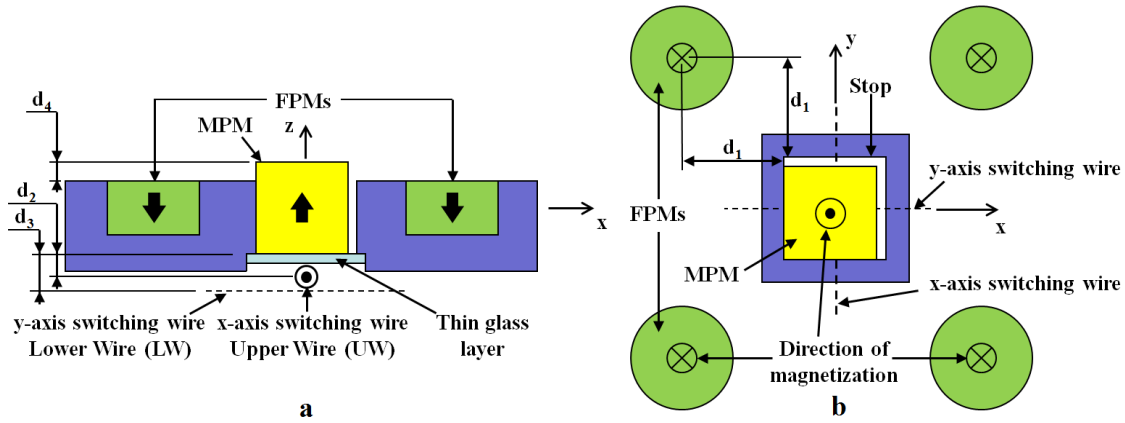 d4
FPMs
MPM
z
d2
d3
x
y-axis switching wire
Lower Wire (LW)
x-axis switching wire
Upper Wire (UW)
Thin glass
layer
a
y
Stop
d1
d1
y-axis switching wire
FPMs
x
MPM
x-axis switching wire
Direction of
magnetization
b